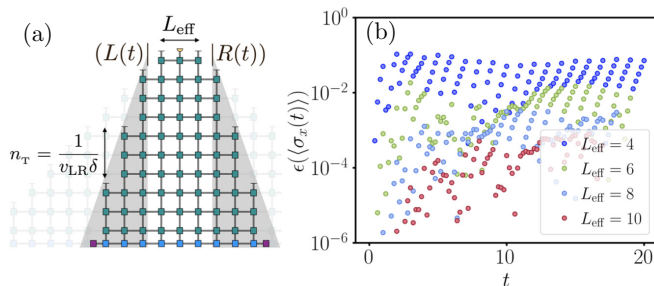 (a)
L_eff
(L(t)|
|R(t))
n_T = 1 / v_LR δ
(b)
ϵ(⟨σ_x(t)⟩)
10^0
10^−2
10^−4
10^−6
L_eff = 4
L_eff = 6
L_eff = 8
L_eff = 10
0
10
20
t